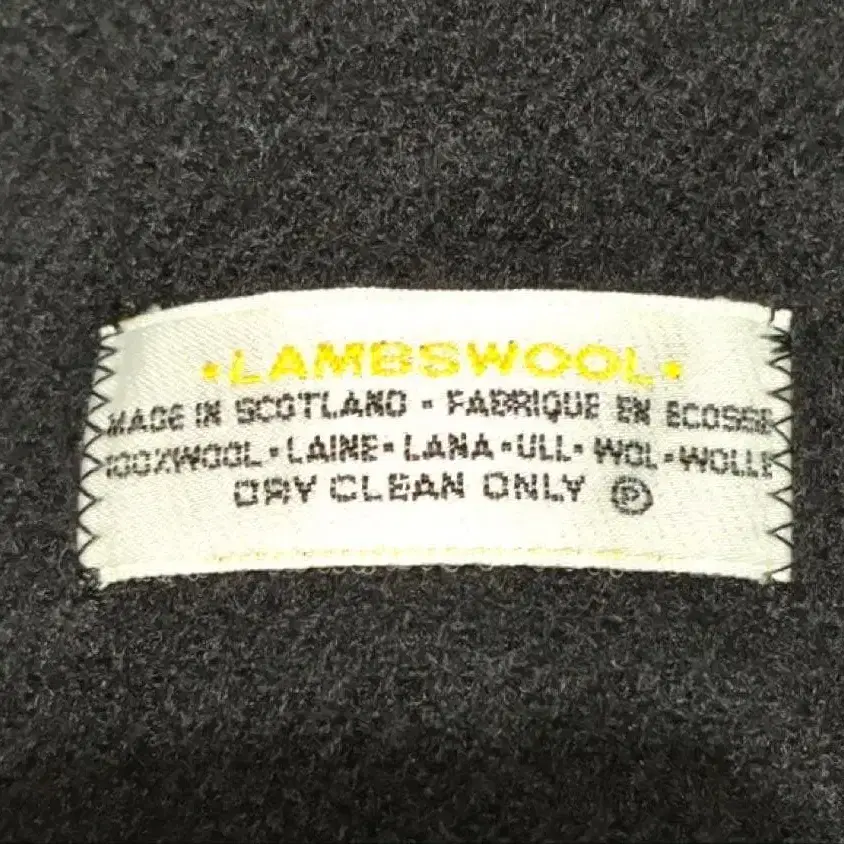 •LAMBSWOOL•
MADE IN SCOTLAND • FABRIQUE EN ECOSSE
100%WOOL•LAINE•LANA•ULL•WOL•WOLLE
DRY CLEAN ONLY Ⓟ